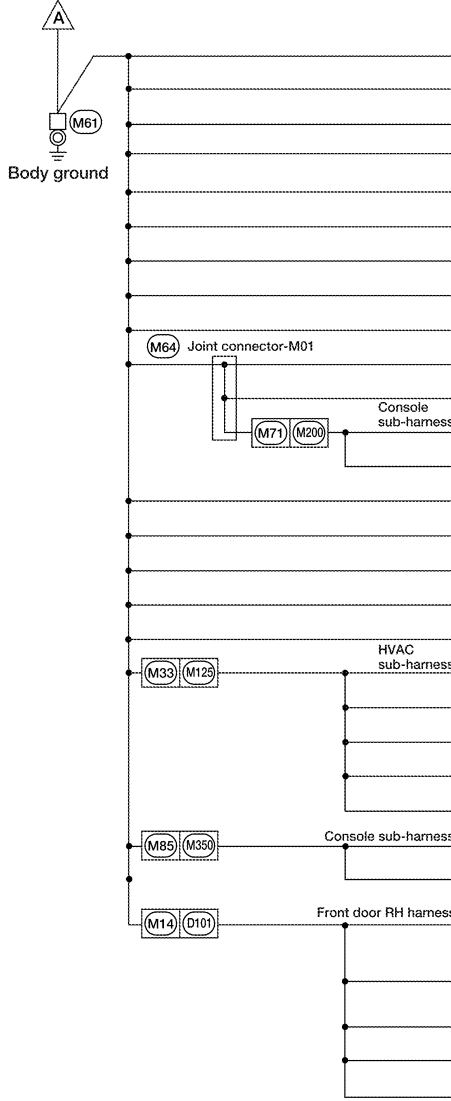 A
M61
Body ground
M64 Joint connector-M01
Console
sub-harness
M71 M200
HVAC
sub-harness
M33 M125
Console sub-harness
M85 M350
Front door RH harness
M14 D101